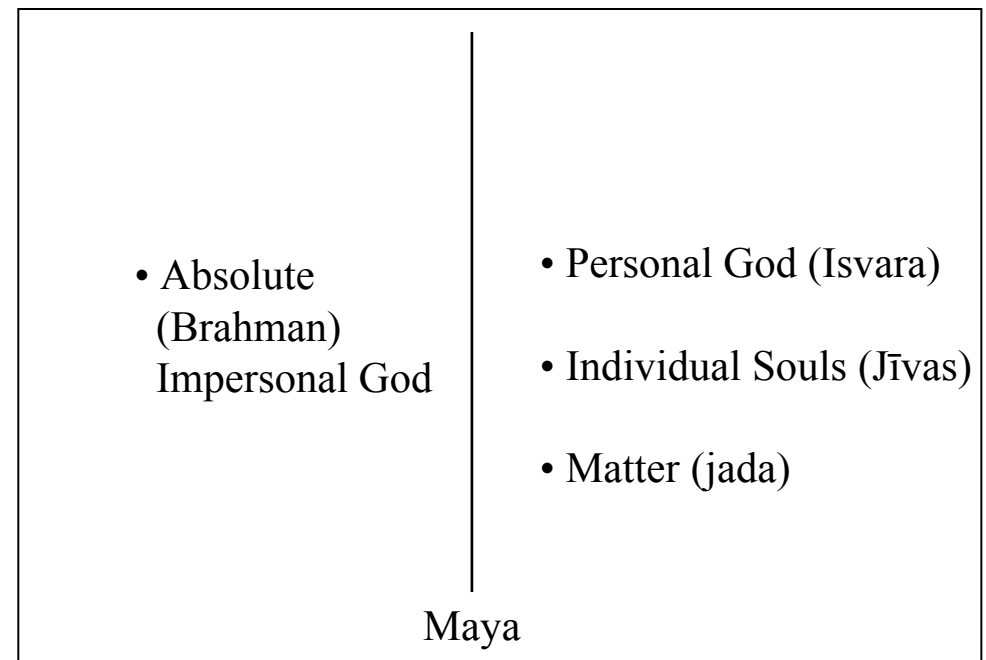 • Absolute
(Brahman)
Impersonal God
• Personal God (Isvara)
• Individual Souls (Jīvas)
• Matter (jada)
Maya